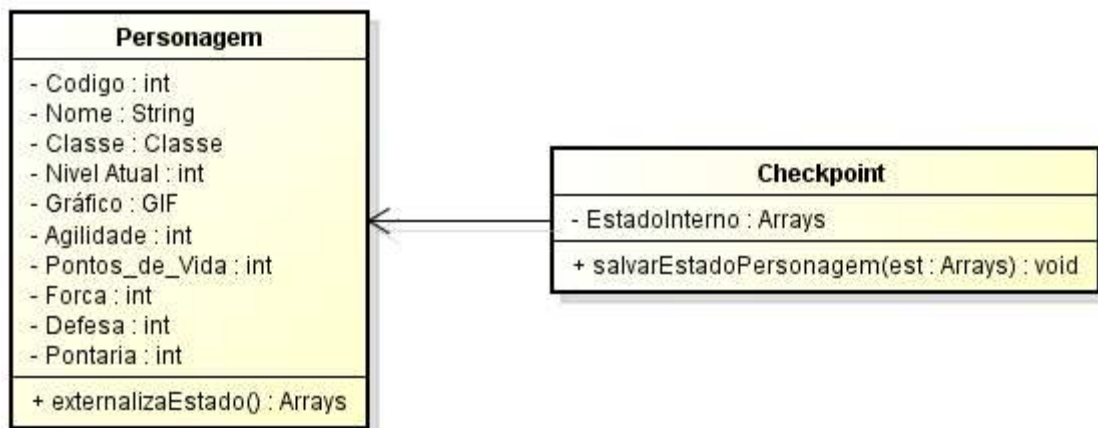 Personagem
- Codigo : int
- Nome : String
- Classe : Classe
- Nivel Atual : int
- Gráfico : GIF
- Agilidade : int
- Pontos_de_Vida : int
- Forca : int
- Defesa : int
- Pontaria : int
+ externalizaEstado() : Arrays
Checkpoint
- EstadoInterno : Arrays
+ salvarEstadoPersonagem(est : Arrays) : void